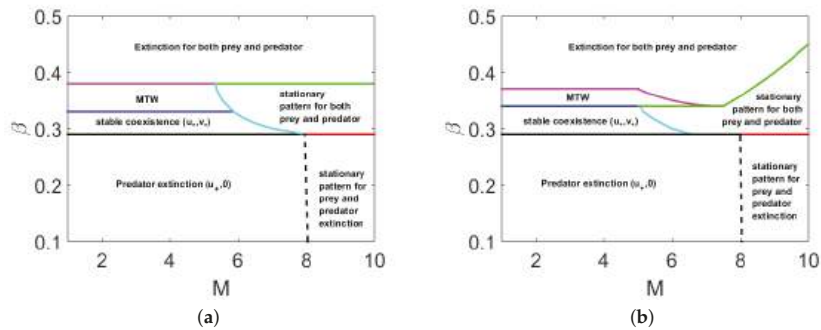 0.5
0.4
0.3
0.2
0.1
β
Extinction for both prey and predator
MTW
stationary
pattern for both
prey and predator
stable coexistence (u*,v*)
Predator extinction (u+,0)
stationary
pattern for
prey and
predator
extinction
2
4
6
8
10
M
(a)
0.5
0.4
0.3
0.2
0.1
β
Extinction for both prey and predator
MTW
stationary
pattern for both
prey and predator
stable coexistence (u*,v*)
Predator extinction (u+,0)
stationary
pattern for
prey and
predator
extinction
2
4
6
8
10
M
(b)